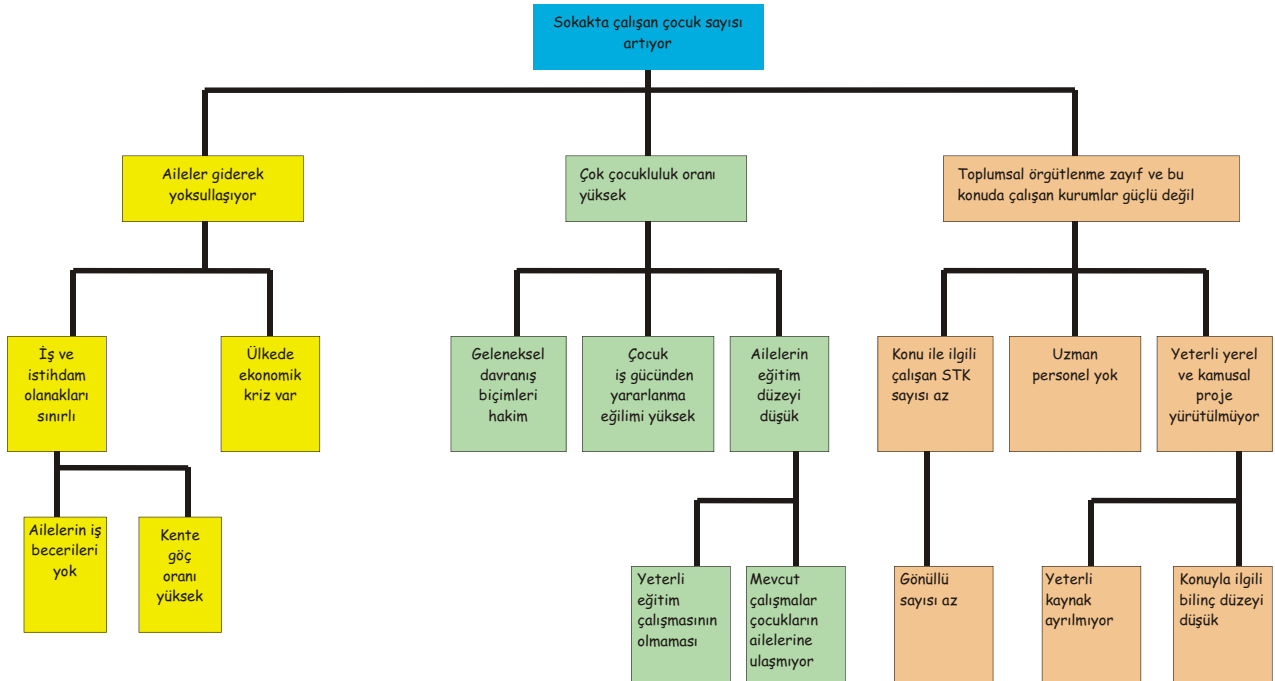 Sokakta çalışan çocuk sayısı
artıyor
Aileler giderek
yoksullaşıyor
Çok çocukluluk oranı
yüksek
Toplumsal örgütlenme zayıf ve bu
konuda çalışan kurumlar güçlü değil
İş ve
istihdam
olanakları
sınırlı
Ülkede
ekonomik
kriz var
Geleneksel
davranış
biçimleri
hakim
Çocuk
iş gücünden
yararlanma
eğilimi yüksek
Ailelerin
eğitim
düzeyi
düşük
Konu ile ilgili
çalışan STK
sayısı az
Uzman
personel yok
Yeterli yerel
ve kamusal
proje
yürütülmüyor
Ailelerin iş
becerileri
yok
Kente
göç
oranı
yüksek
Yeterli
eğitim
çalışmasının
olmaması
Mevcut
çalışmalar
çocukların
ailelerine
ulaşmıyor
Gönüllü
sayısı az
Yeterli
kaynak
ayrılmıyor
Konuyla ilgili
bilinç düzeyi
düşük